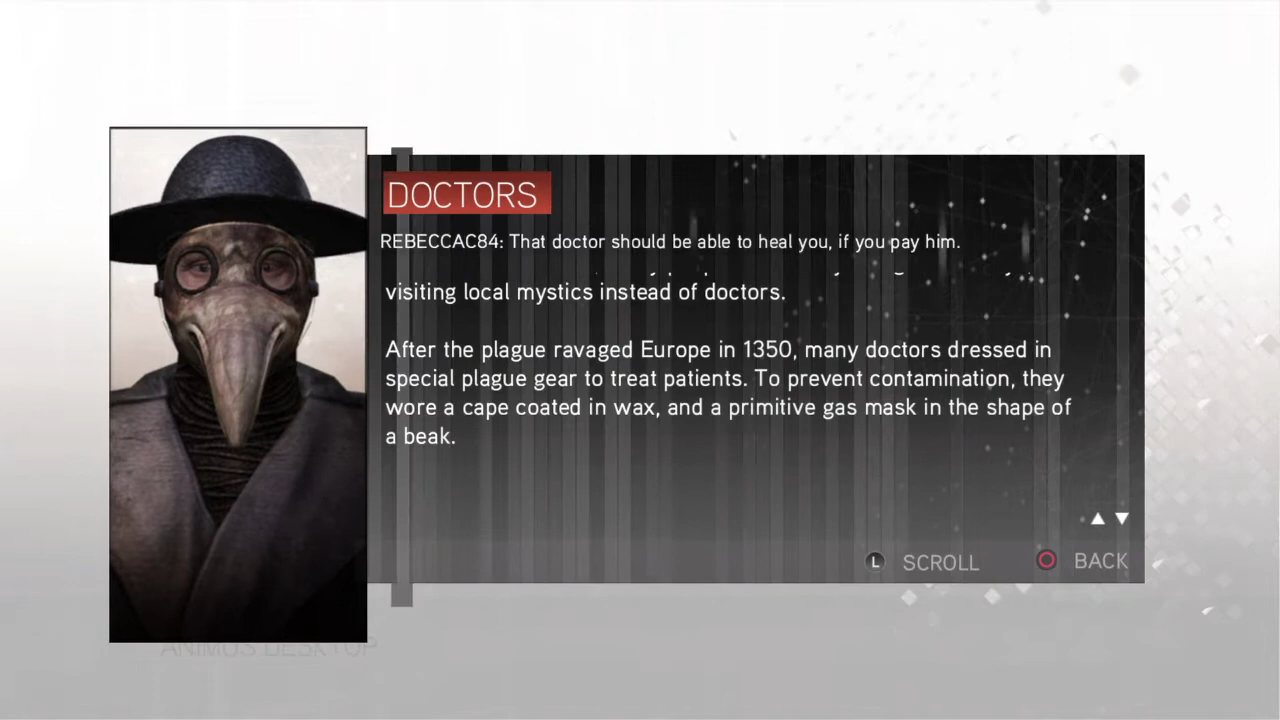 DOCTORS
REBECCAC84: That doctor should be able to heal you, if you pay him.
visiting local mystics instead of doctors.
After the plague ravaged Europe in 1350, many doctors dressed in
special plague gear to treat patients. To prevent contamination, they
wore a cape coated in wax, and a primitive gas mask in the shape of
a beak.
L SCROLL BACK
ANIMUS DESKTOP